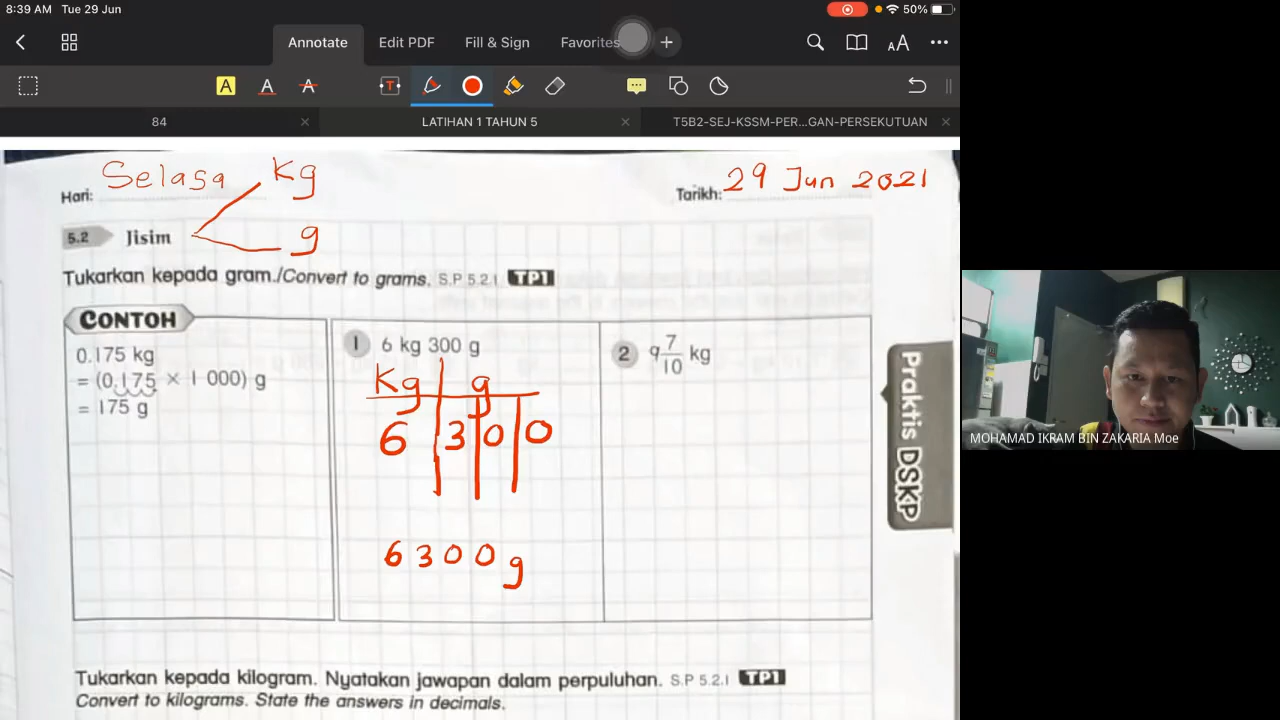 8:39 AM Tue 29 Jun
50%
Annotate Edit PDF Fill & Sign Favorites
84
LATIHAN 1 TAHUN 5
T5B2-SEJ-KSSM-PER...GAN-PERSEKUTUAN
Hari: Selasa
Kg
g
Tarikh: 29 Jun 2021
5.2 Jisim
Tukarkan kepada gram./Convert to grams. S.P 5.2.1 TP1
CONTOH
0.175 kg
= (0.175 × 1 000) g
= 175 g
1 6 kg 300 g
Kg g
6 3 0 0
6300g
2 9 7/10 kg
Praktis DSKP
MOHAMAD IKRAM BIN ZAKARIA Moe
Tukarkan kepada kilogram. Nyatakan jawapan dalam perpuluhan. S.P 5.2.1 TP1
Convert to kilograms. State the answers in decimals.